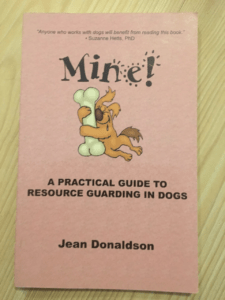 "Anyone who works with dogs will benefit from reading this book."
- Suzanne Hetts, PhD
Mine!
A PRACTICAL GUIDE TO
RESOURCE GUARDING IN DOGS
Jean Donaldson